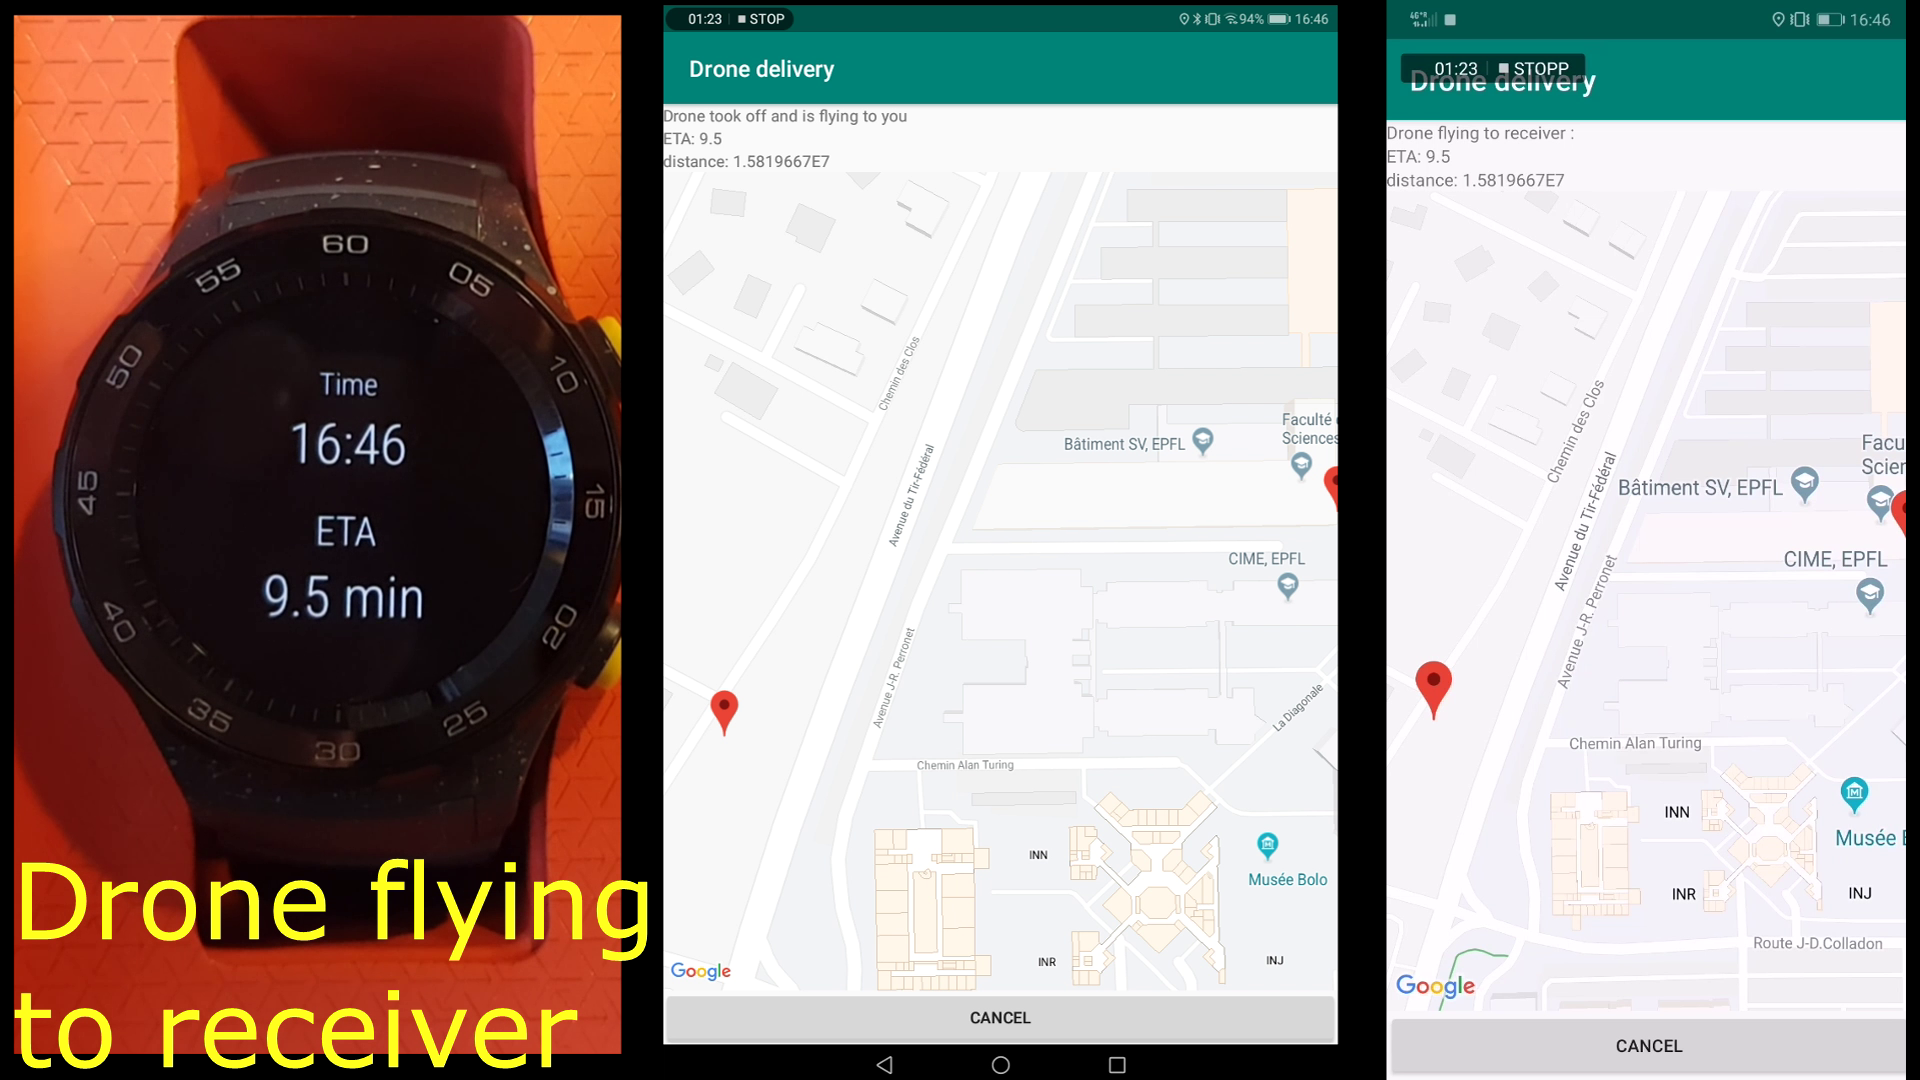 60
55
05
50
10
45
15
40
20
35
25
30
Time
16:46
ETA
9.5 min
Drone flying
to receiver
01:23 STOP
94% 16:46
Drone delivery
Drone took off and is flying to you
ETA: 9.5
distance: 1.5819667E7
Chemin des Clos
Avenue du Tir-Fédéral
Bâtiment SV, EPFL
Faculté
Sciences
CIME, EPFL
Avenue J-R. Perronet
La Diagonale
Chemin Alan Turing
INN
Musée Bolo
INR
INJ
Google
CANCEL
4G+R
16:46
01:23 STOPP
Drone delivery
Drone flying to receiver :
ETA: 9.5
distance: 1.5819667E7
Chemin des Clos
Avenue du Tir-Fédéral
Bâtiment SV, EPFL
Facu
Scier
CIME, EPFL
Avenue J-R. Perronet
Chemin Alan Turing
INN
Musée
INR
INJ
Route J-D.Colladon
Google
CANCEL